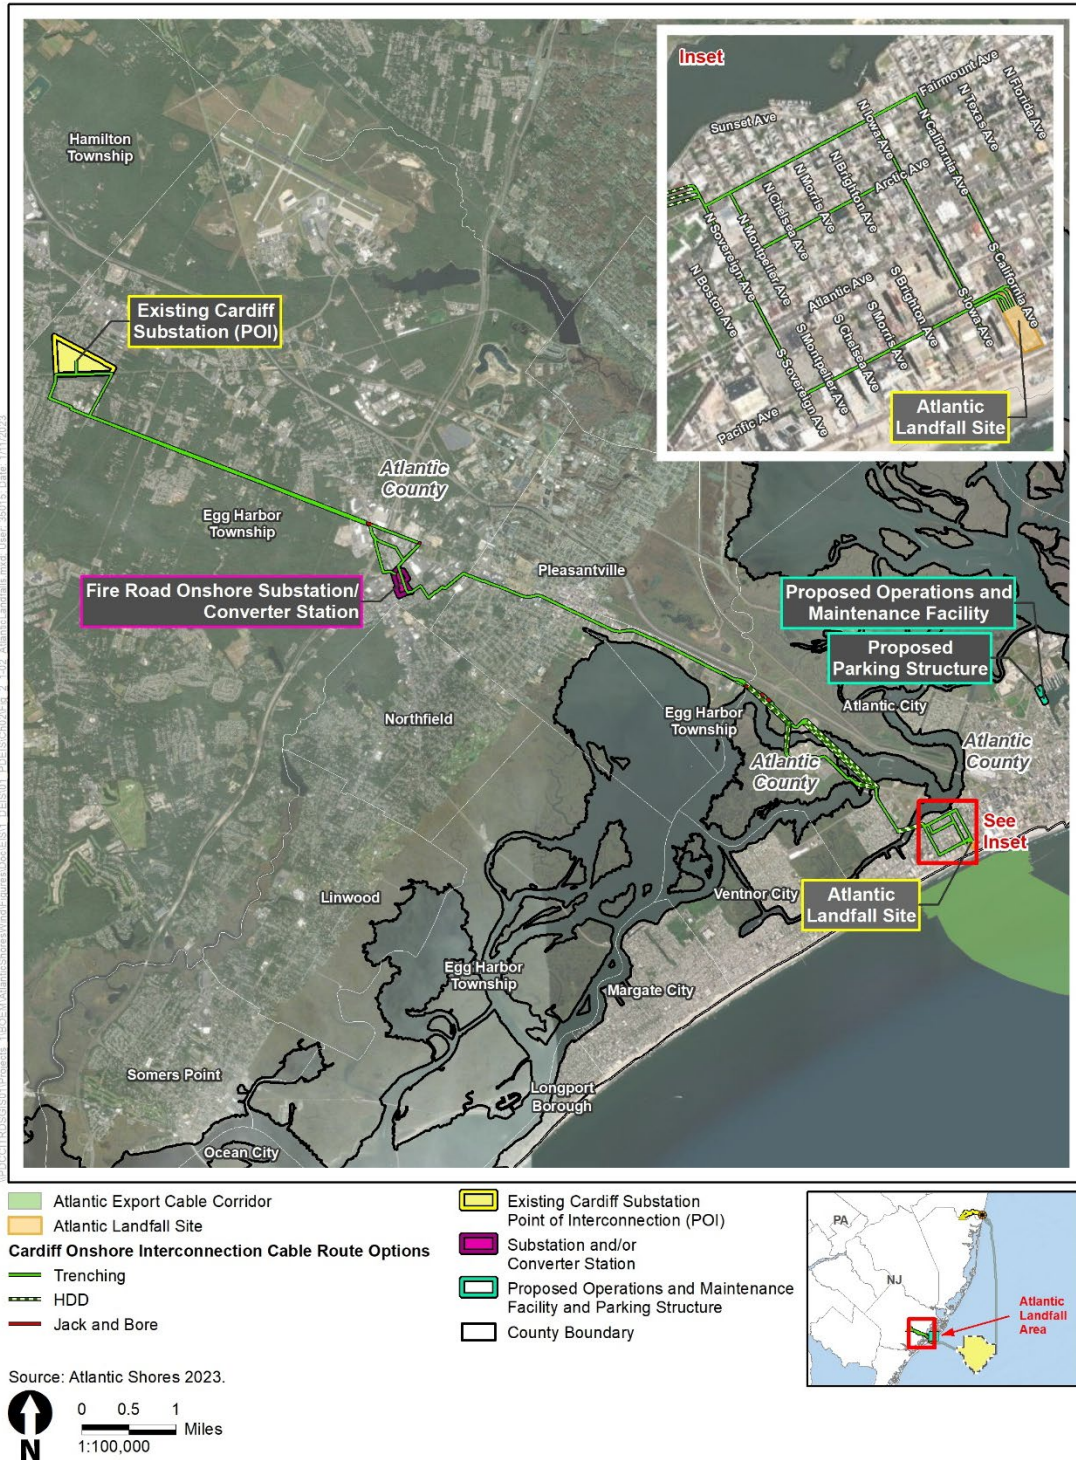 Inset
Fairmount Ave
N Florida Ave
N Texas Ave
N Iowa Ave
N California Ave
Sunset Ave
Arctic Ave
N Brighton Ave
N Morris Ave
N Chelsea Ave
N Montpelier Ave
N Sovereign Ave
N Boston Ave
Atlantic Ave
S California Ave
S Iowa Ave
S Brighton Ave
S Morris Ave
S Chelsea Ave
S Montpelier Ave
S Sovereign Ave
Pacific Ave
Atlantic
Landfall Site
Hamilton
Township
Existing Cardiff
Substation (POI)
Atlantic
County
Egg Harbor
Township
Fire Road Onshore Substation/
Converter Station
Pleasantville
Proposed Operations and
Maintenance Facility
Proposed
Parking Structure
Northfield
Egg Harbor
Township
Atlantic City
Atlantic
County
Atlantic
County
See
Inset
Linwood
Ventnor City
Atlantic
Landfall Site
Egg Harbor
Township
Margate City
Somers Point
Longport
Borough
Ocean City
Atlantic Export Cable Corridor
Atlantic Landfall Site
Cardiff Onshore Interconnection Cable Route Options
Trenching
HDD
Jack and Bore
Existing Cardiff Substation
Point of Interconnection (POI)
Substation and/or
Converter Station
Proposed Operations and Maintenance
Facility and Parking Structure
County Boundary
PA
NJ
Atlantic
Landfall
Area
Source: Atlantic Shores 2023.
0 0.5 1
Miles
1:100,000
N